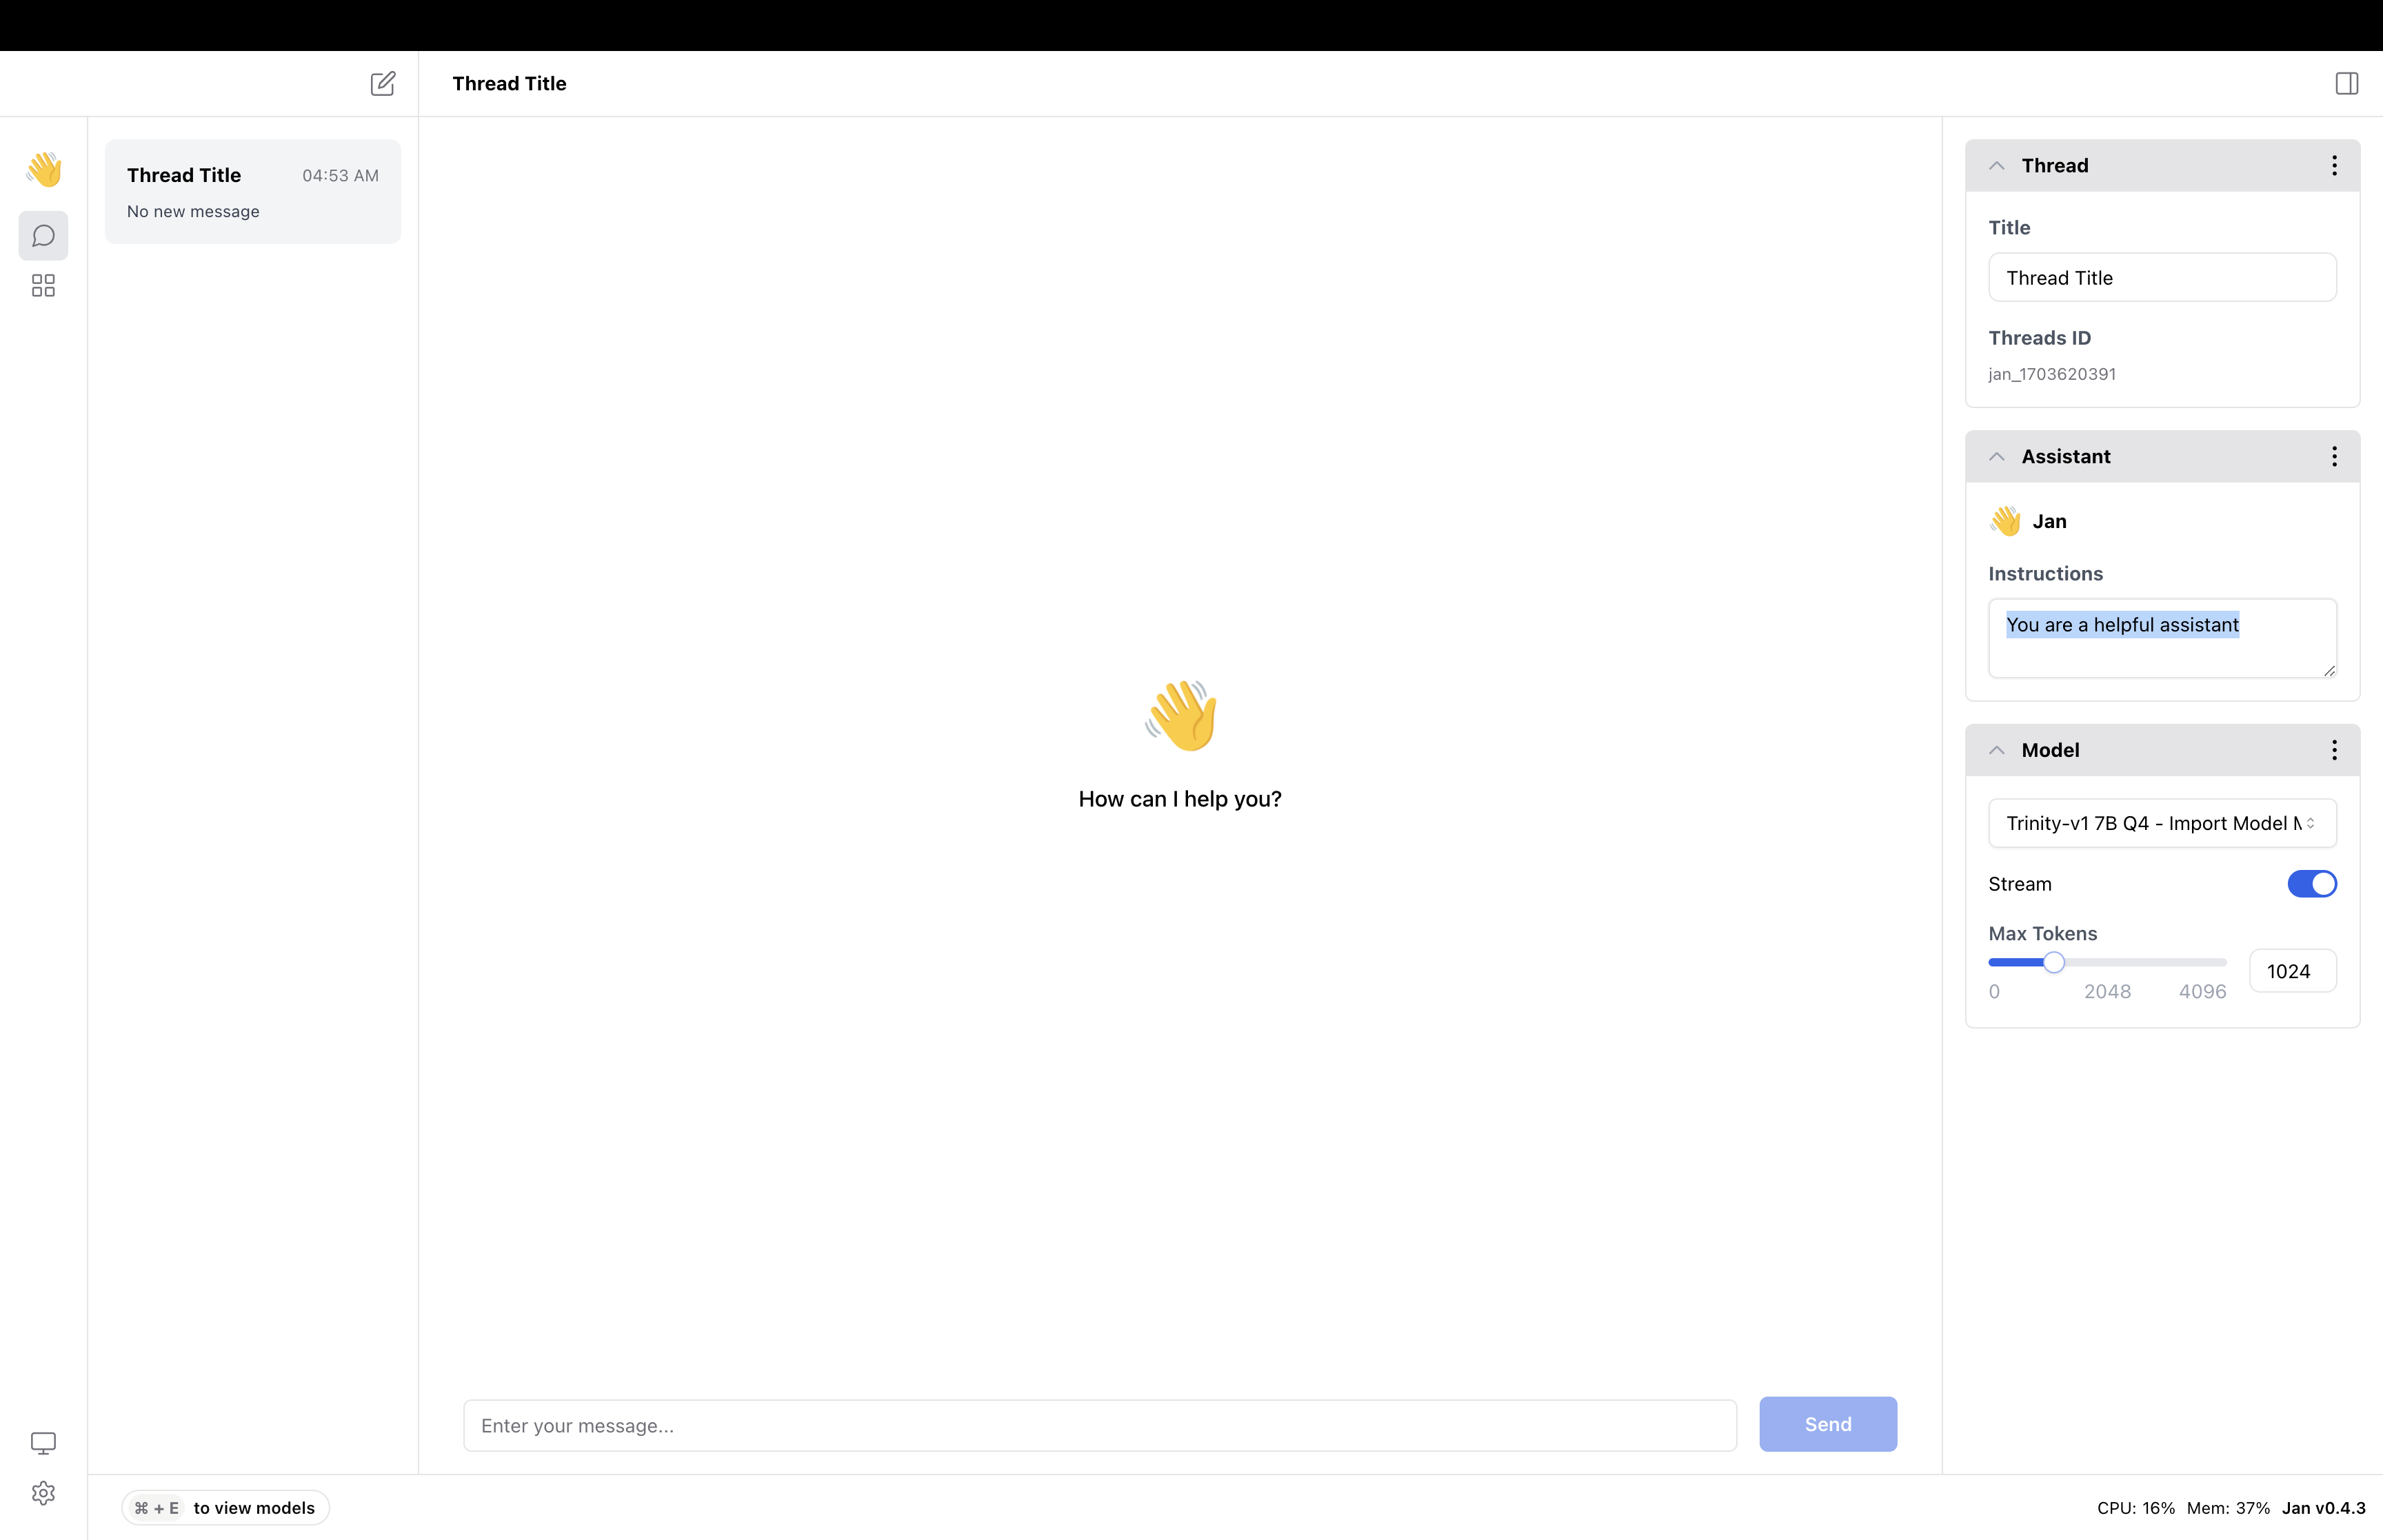 Thread Title
Thread Title 04:53 AM
No new message
How can I help you?
Enter your message...
Send
Thread
Title
Thread Title
Threads ID
jan_1703620391
Assistant
Jan
Instructions
You are a helpful assistant
Model
Trinity-v1 7B Q4 - Import Model
Stream
Max Tokens
1024
0 2048 4096
⌘ + E to view models
CPU: 16% Mem: 37% Jan v0.4.3